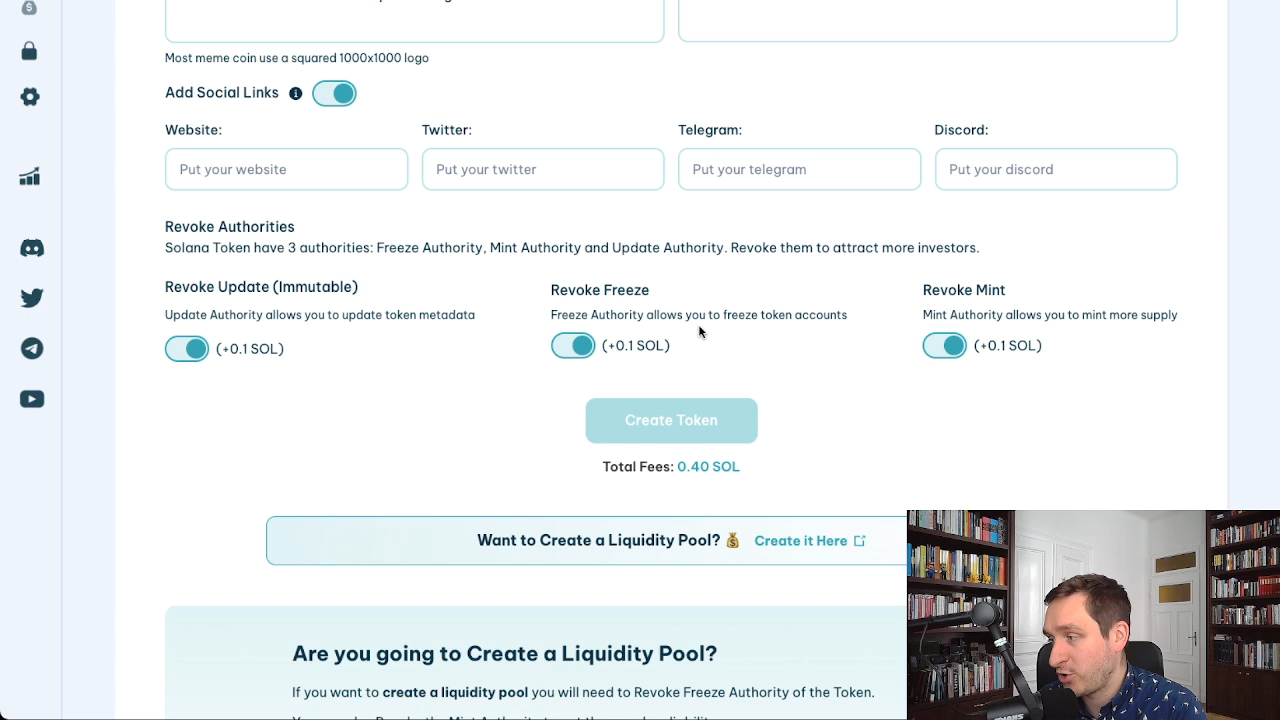 Most meme coin use a squared 1000x1000 logo
Add Social Links
Website: Twitter: Telegram: Discord:
Put your website Put your twitter Put your telegram Put your discord
Revoke Authorities
Solana Token have 3 authorities: Freeze Authority, Mint Authority and Update Authority. Revoke them to attract more investors.
Revoke Update (Immutable) Revoke Freeze Revoke Mint
Update Authority allows you to update token metadata Freeze Authority allows you to freeze token accounts Mint Authority allows you to mint more supply
(+0.1 SOL) (+0.1 SOL) (+0.1 SOL)
Create Token
Total Fees: 0.40 SOL
Want to Create a Liquidity Pool? 💰 Create it Here
Are you going to Create a Liquidity Pool?
If you want to create a liquidity pool you will need to Revoke Freeze Authority of the Token.